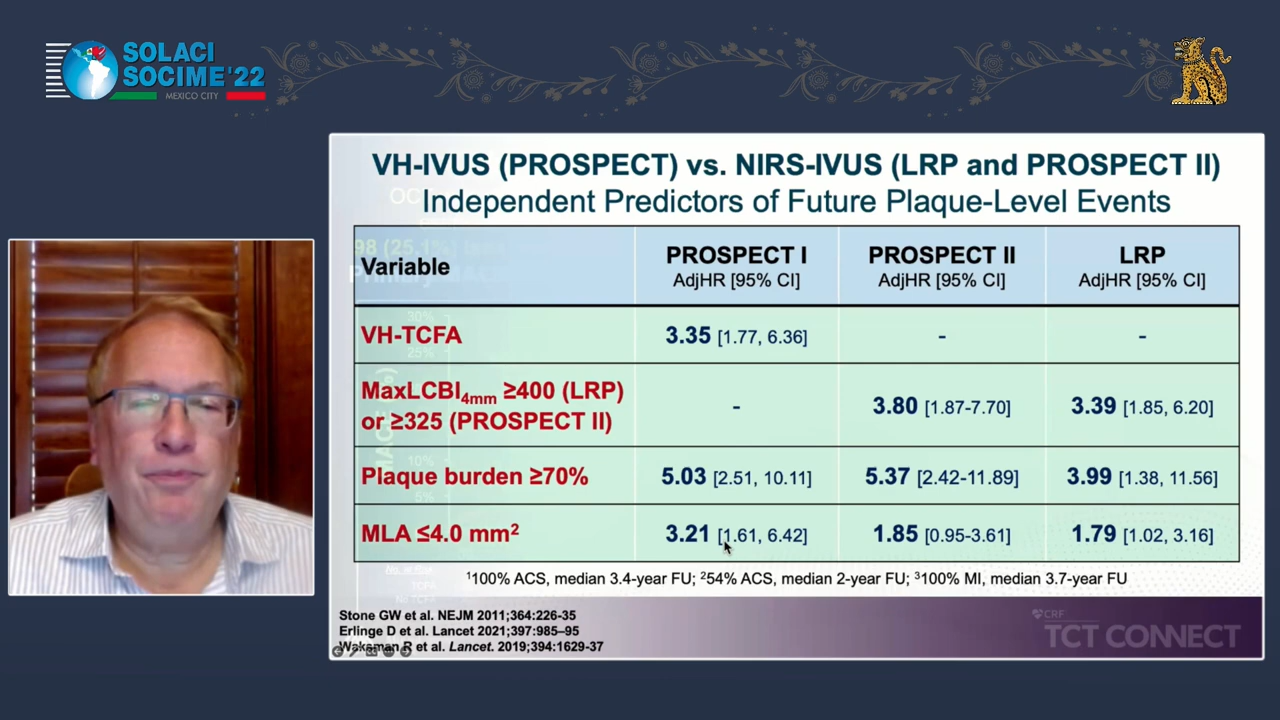 SOLACI
SOCIME'22
MEXICO CITY
VH-IVUS (PROSPECT) vs. NIRS-IVUS (LRP and PROSPECT II)
Independent Predictors of Future Plaque-Level Events
Variable
PROSPECT I
AdjHR [95% CI]
PROSPECT II
AdjHR [95% CI]
LRP
AdjHR [95% CI]
VH-TCFA
3.35 [1.77, 6.36]
-
-
MaxLCBI4mm ≥400 (LRP)
or ≥325 (PROSPECT II)
-
3.80 [1.87-7.70]
3.39 [1.85, 6.20]
Plaque burden ≥70%
5.03 [2.51, 10.11]
5.37 [2.42-11.89]
3.99 [1.38, 11.56]
MLA ≤4.0 mm²
3.21 [1.61, 6.42]
1.85 [0.95-3.61]
1.79 [1.02, 3.16]
¹100% ACS, median 3.4-year FU; ²54% ACS, median 2-year FU; ³100% MI, median 3.7-year FU
Stone GW et al. NEJM 2011;364:226-35
Erlinge D et al. Lancet 2021;397:985–95
Waksman R et al. Lancet. 2019;394:1629-37
CRF
TCT CONNECT